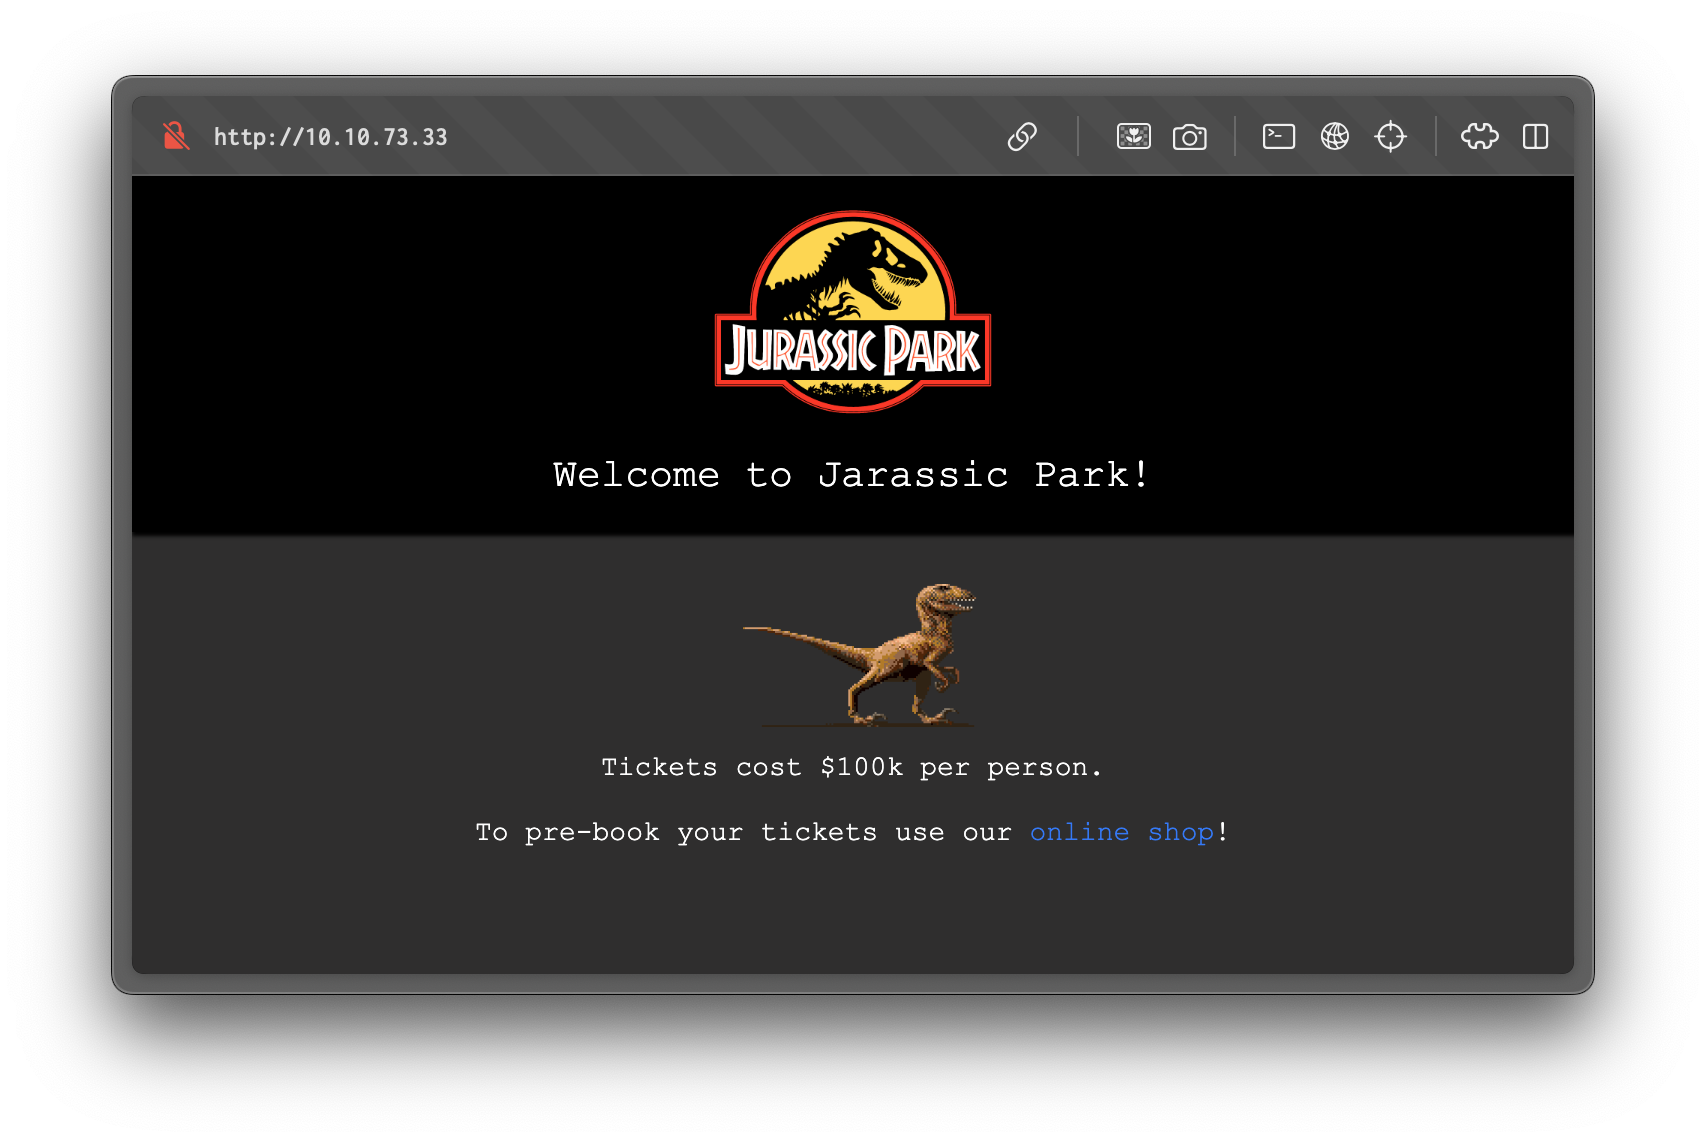 http://10.10.73.33
JURASSIC PARK
Welcome to Jarassic Park!
Tickets cost $100k per person.
To pre-book your tickets use our online shop!